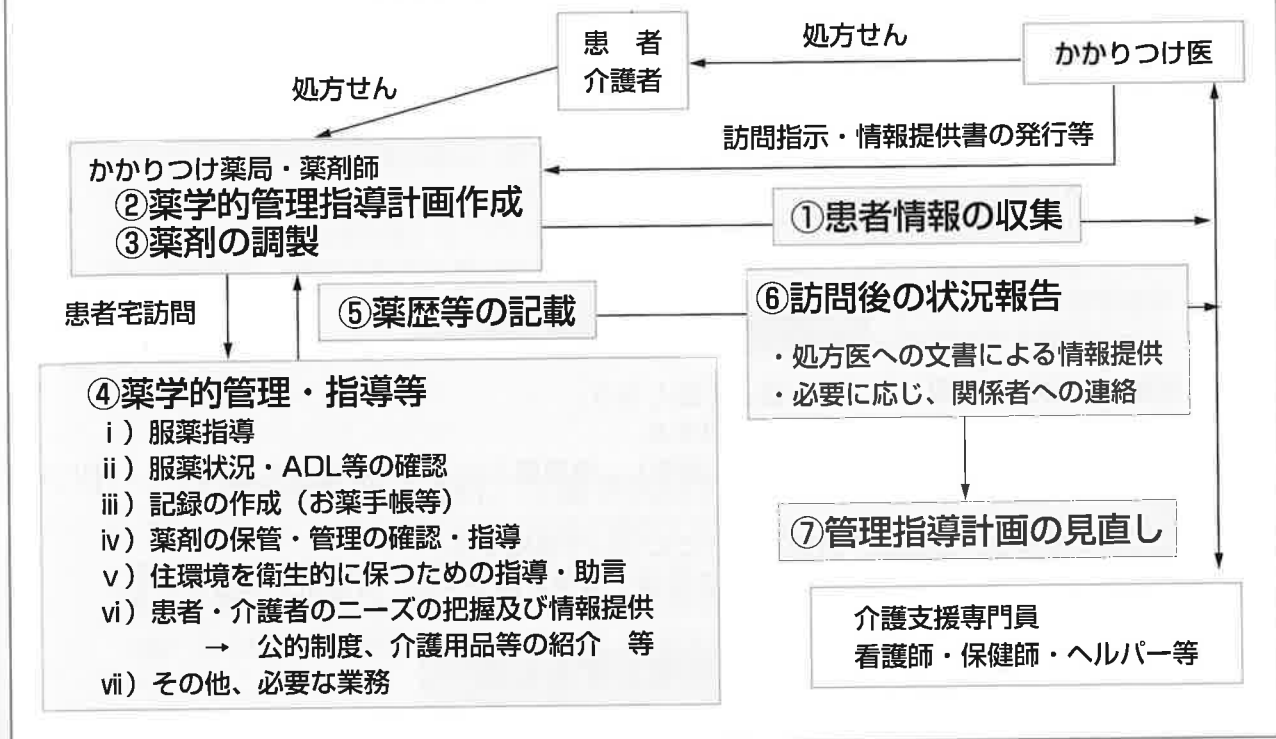 患　者
介護者
処方せん
かかりつけ医
処方せん
訪問指示・情報提供書の発行等
かかりつけ薬局・薬剤師
②薬学的管理指導計画作成
③薬剤の調製
①患者情報の収集
患者宅訪問
⑤薬歴等の記載
⑥訪問後の状況報告
・処方医への文書による情報提供
・必要に応じ、関係者への連絡
④薬学的管理・指導等
ⅰ）服薬指導
ⅱ）服薬状況・ADL等の確認
ⅲ）記録の作成（お薬手帳等）
ⅳ）薬剤の保管・管理の確認・指導
ⅴ）住環境を衛生的に保つための指導・助言
ⅵ）患者・介護者のニーズの把握及び情報提供
→　公的制度、介護用品等の紹介　等
ⅶ）その他、必要な業務
⑦管理指導計画の見直し
介護支援専門員
看護師・保健師・ヘルパー等